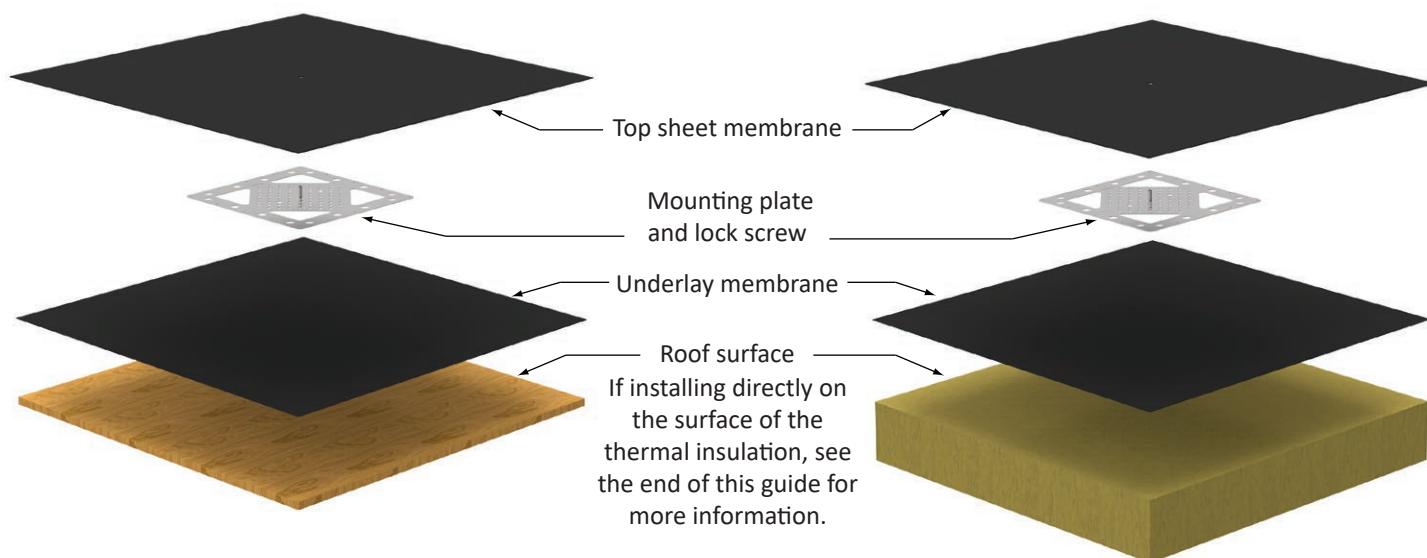 Top sheet membrane
Mounting plate
and lock screw
Underlay membrane
Roof surface
If installing directly on
the surface of the
thermal insulation, see
the end of this guide for
more information.